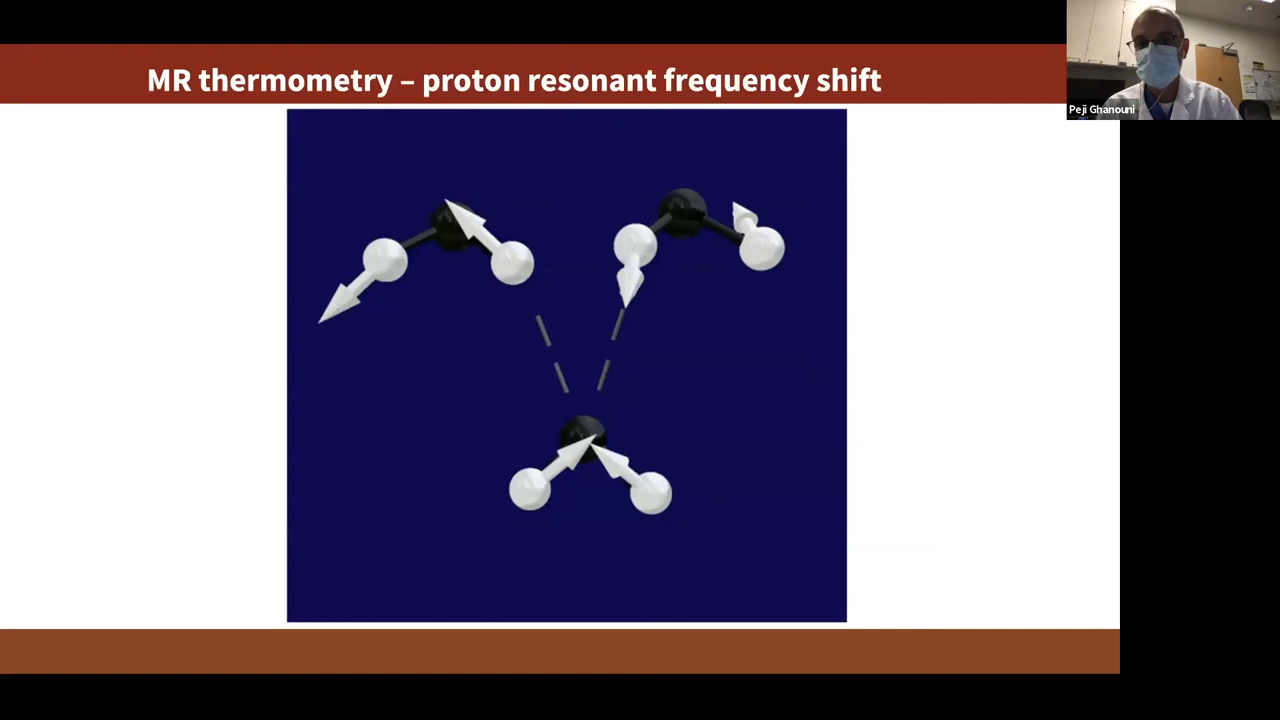 MR thermometry – proton resonant frequency shift
Peji Ghanouni